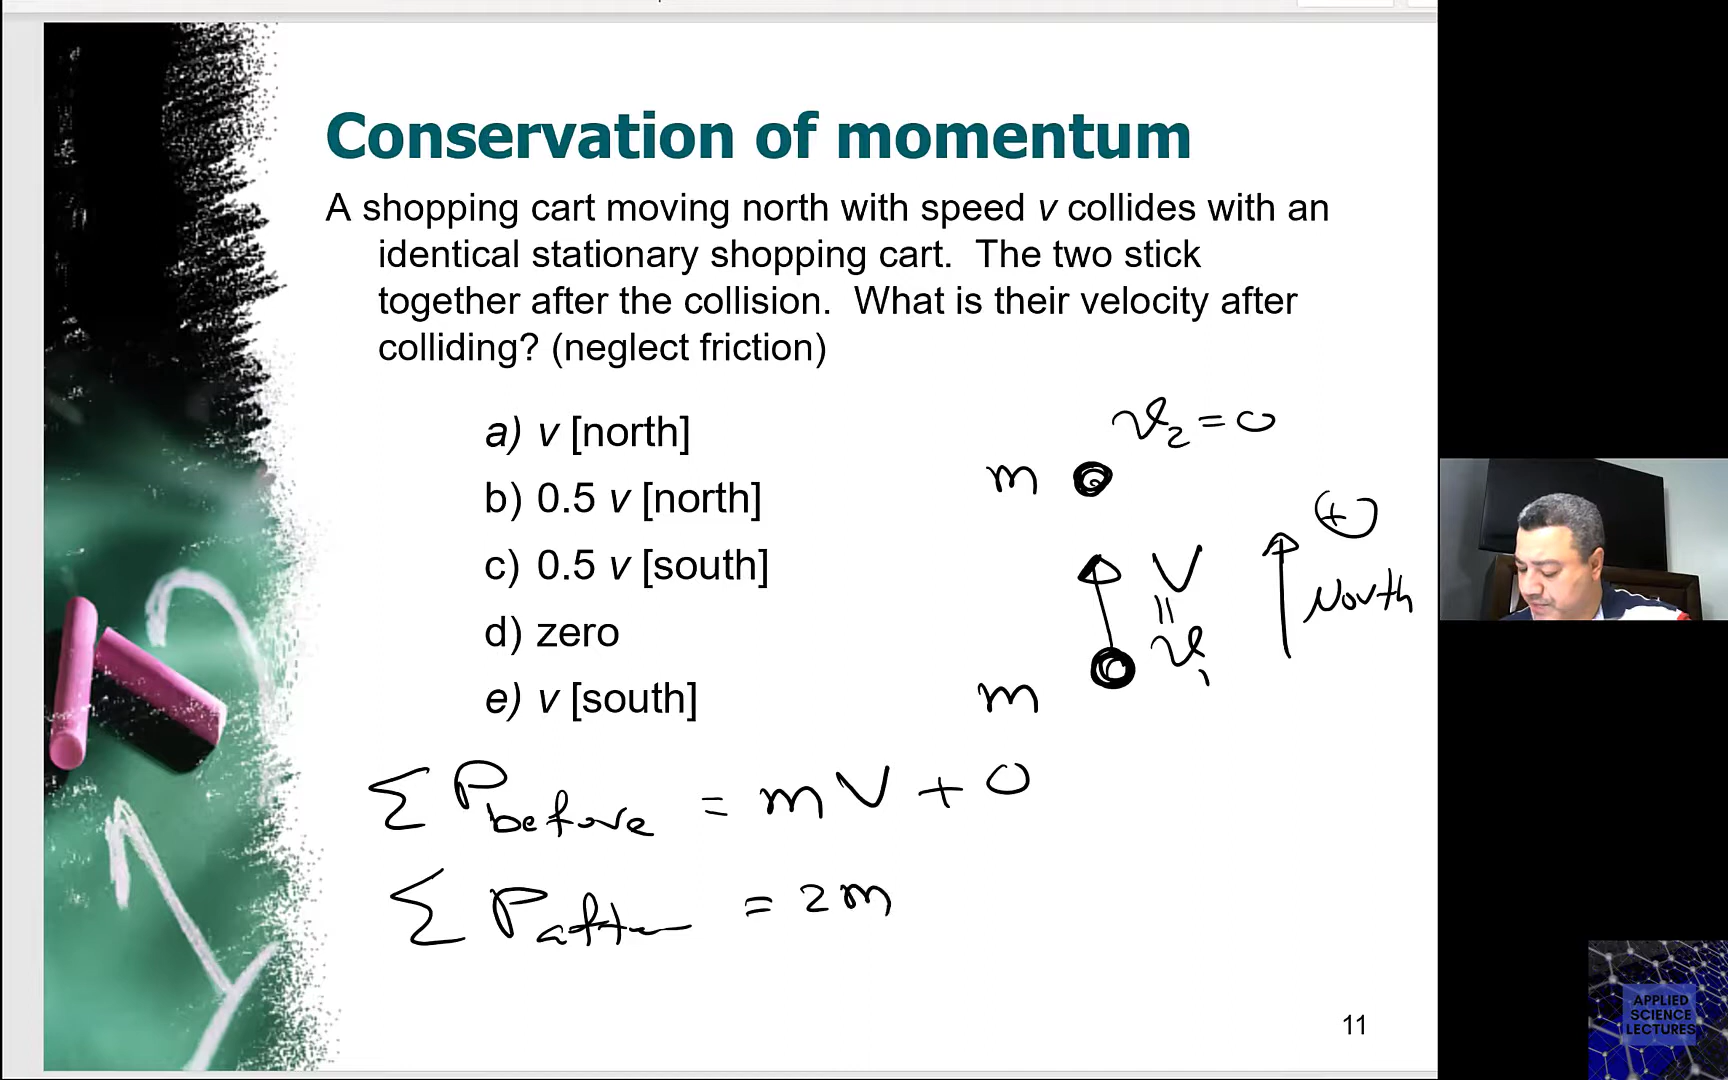 Conservation of momentum
A shopping cart moving north with speed v collides with an
identical stationary shopping cart. The two stick
together after the collision. What is their velocity after
colliding? (neglect friction)
a) v [north]
b) 0.5 v [north]
c) 0.5 v [south]
d) zero
e) v [south]
v₂ = 0
m
(+)
V
North
=
v₁
m
Σ P before = mV + 0
Σ P after = 2m
11
APPLIED
SCIENCE
LECTURES